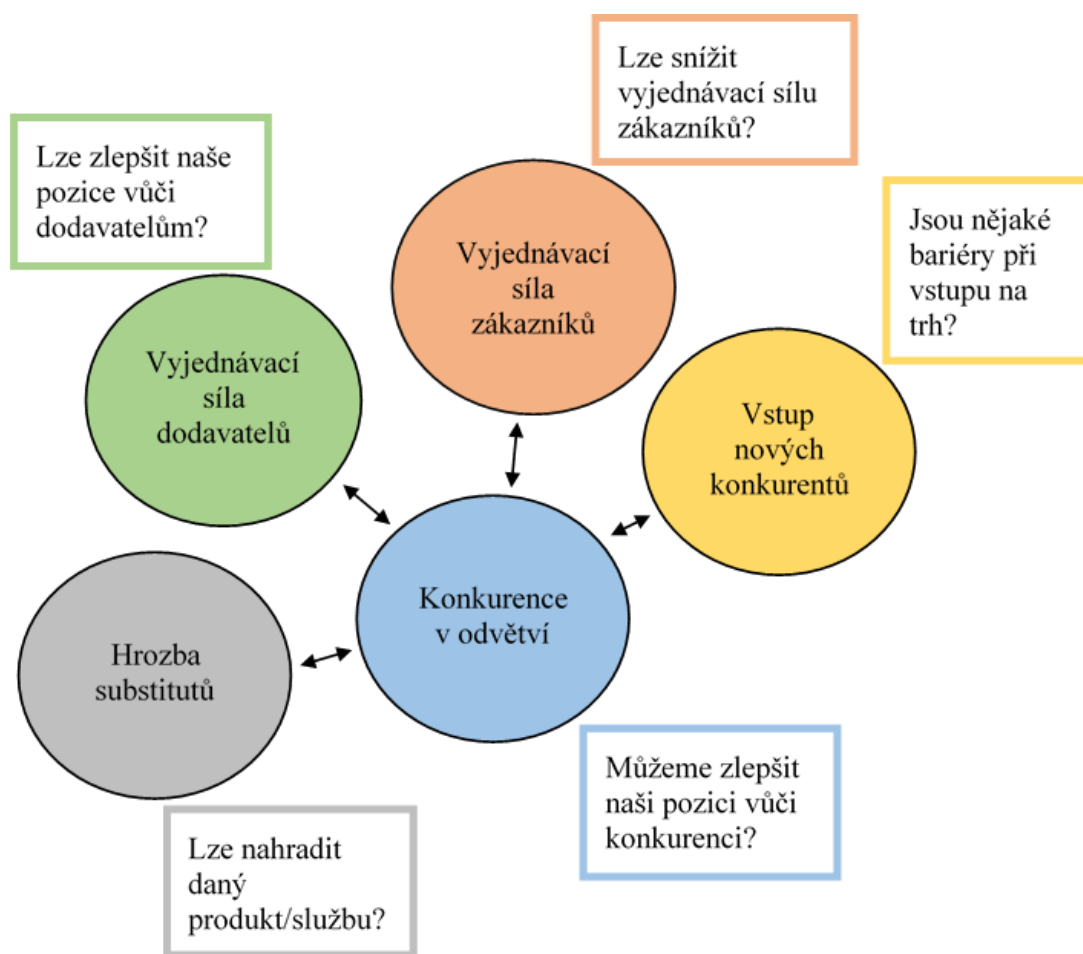 Lze snížit
vyjednávací sílu
zákazníků?
Lze zlepšit naše
pozice vůči
dodavatelům?
Jsou nějaké
bariéry při
vstupu na
trh?
Vyjednávací
síla
zákazníků
Vyjednávací
síla
dodavatelů
Vstup
nových
konkurentů
Konkurence
v odvětví
Hrozba
substitutů
Můžeme zlepšit
naši pozici vůči
konkurenci?
Lze nahradit
daný
produkt/službu?